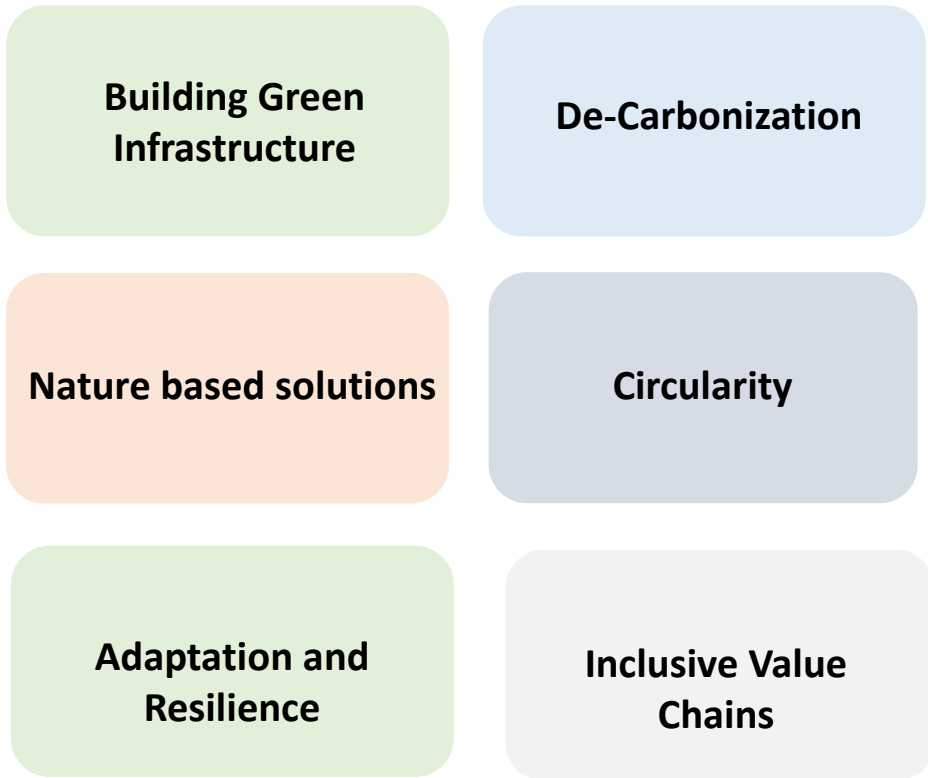 Building Green
Infrastructure
De-Carbonization
Nature based solutions
Circularity
Adaptation and
Resilience
Inclusive Value
Chains